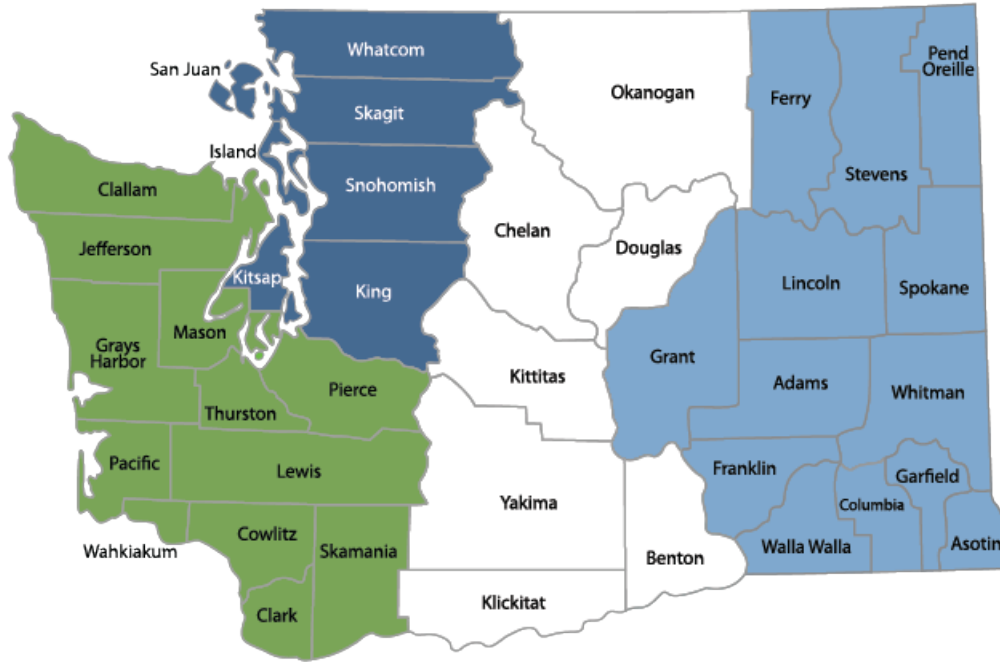 Whatcom
San Juan
Pend
Oreille
Okanogan
Ferry
Skagit
Island
Snohomish
Stevens
Clallam
Chelan
Jefferson
Douglas
Kitsap
King
Lincoln
Spokane
Mason
Grays
Harbor
Grant
Kittitas
Pierce
Adams
Whitman
Thurston
Pacific
Lewis
Franklin
Garfield
Yakima
Columbia
Cowlitz
Wahkiakum
Skamania
Walla Walla
Asotin
Benton
Klickitat
Clark